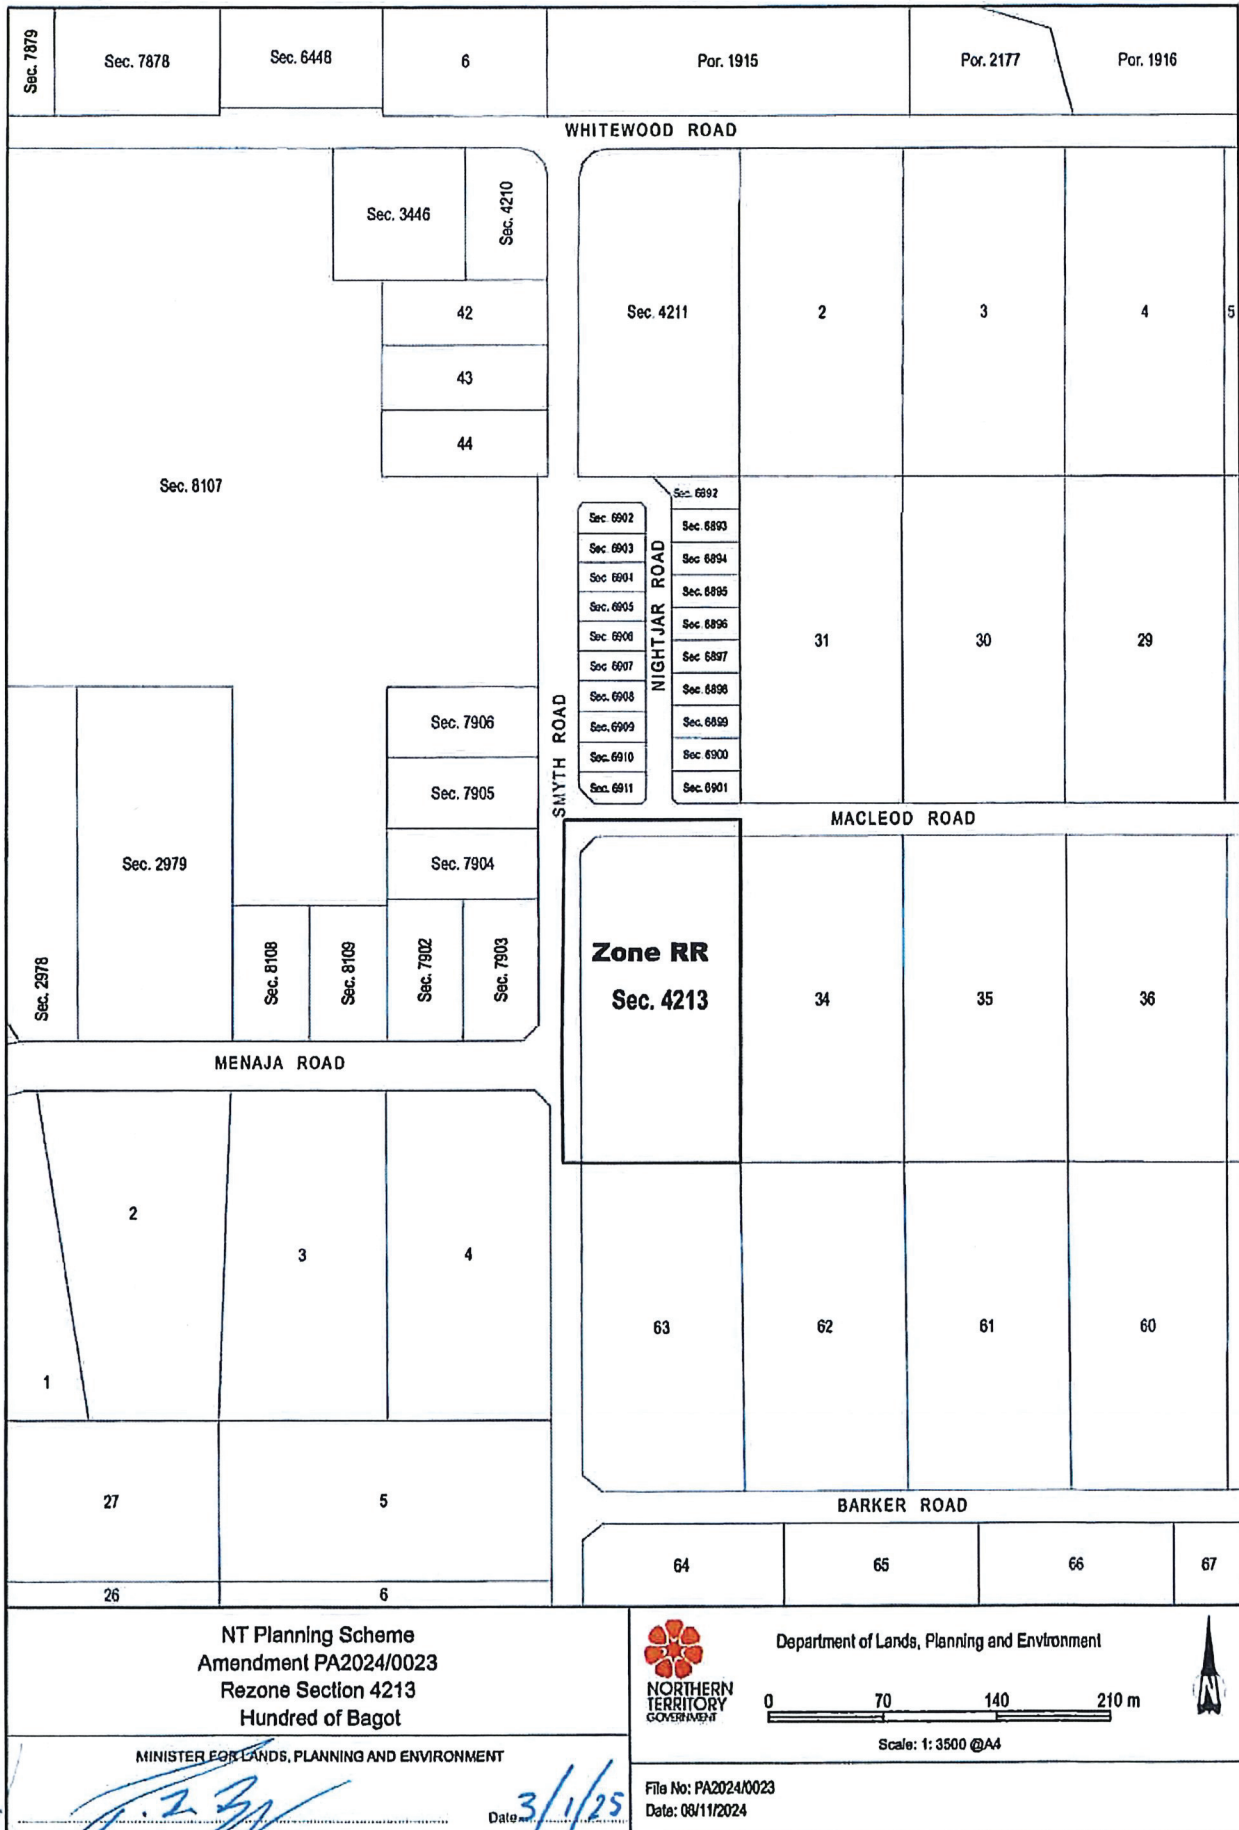 Sec. 7879
Sec. 7878
Sec. 6448
6
Por. 1915
Por. 2177
Por. 1916
WHITEWOOD ROAD
Sec. 3446
Sec. 4210
42
43
44
Sec. 4211
2
3
4
5
Sec. 8107
Sec. 6902
Sec. 6903
Sec. 6904
Sec. 6905
Sec. 6906
Sec. 6907
Sec. 6908
Sec. 6909
Sec. 6910
Sec. 6911
NIGHTJAR ROAD
Sec. 6892
Sec. 6893
Sec. 6894
Sec. 6895
Sec. 6896
Sec. 6897
Sec. 6898
Sec. 6899
Sec. 6900
Sec. 6901
31
30
29
SMYTH ROAD
Sec. 7906
Sec. 7905
Sec. 7904
Sec. 2979
Sec. 2978
Sec. 8108
Sec. 8109
Sec. 7902
Sec. 7903
MACLEOD ROAD
Zone RR
Sec. 4213
34
35
36
MENAJA ROAD
2
3
4
1
63
62
61
60
27
5
26
6
BARKER ROAD
64
65
66
67
NT Planning Scheme
Amendment PA2024/0023
Rezone Section 4213
Hundred of Bagot
MINISTER FOR LANDS, PLANNING AND ENVIRONMENT
Date 3/1/25
NORTHERN
TERRITORY
GOVERNMENT
Department of Lands, Planning and Environment
0 70 140 210 m
Scale: 1: 3500 @A4
N
File No: PA2024/0023
Date: 08/11/2024